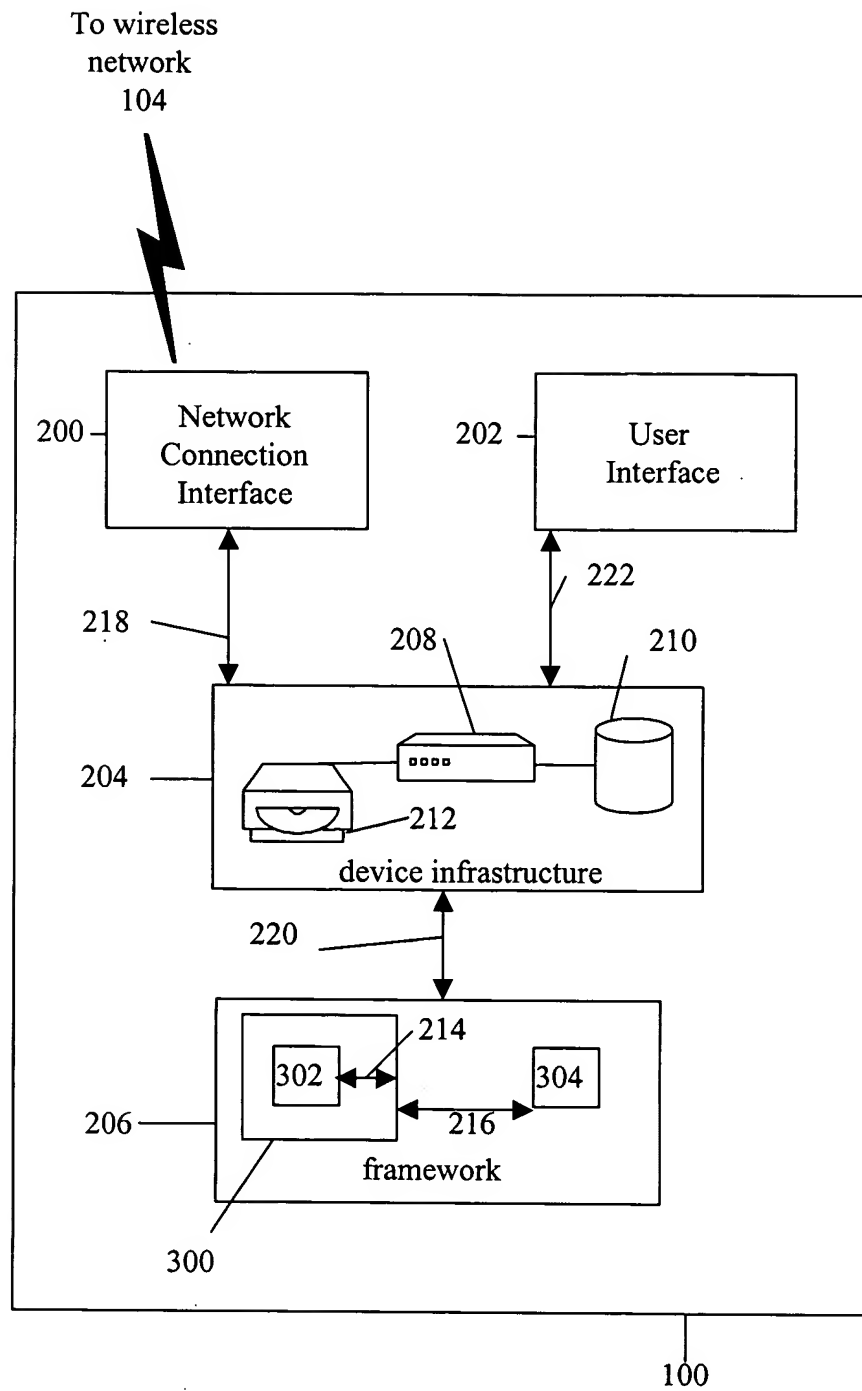 To wireless
network
104
200
Network
Connection
Interface
202
User
Interface
218
222
208
210
204
212
device infrastructure
220
214
302
304
216
206
framework
300
100